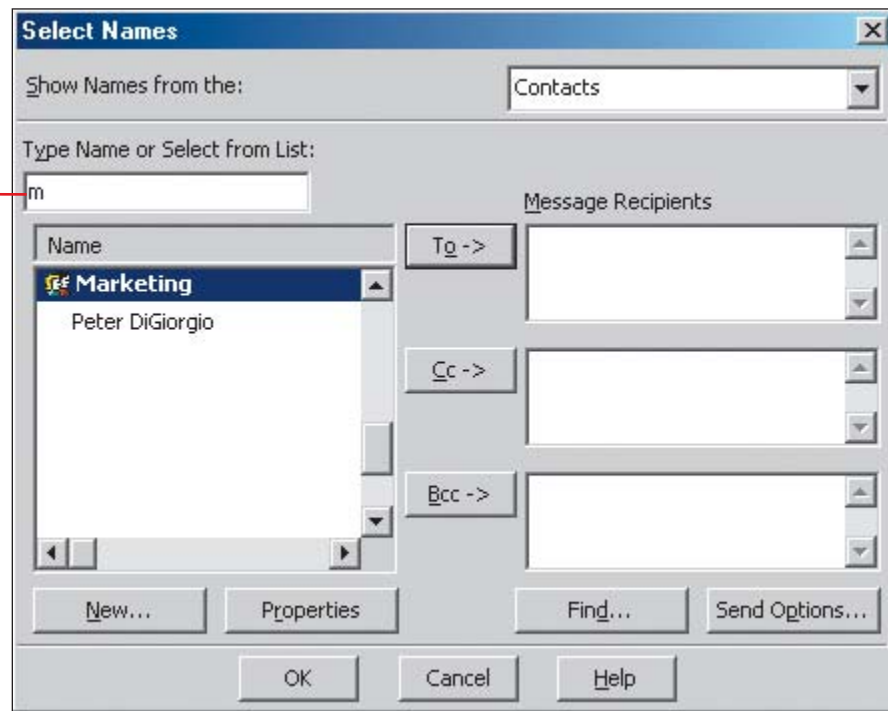 Select Names
Show Names from the:
Contacts
Type Name or Select from List:
m
Message Recipients
Name
To ->
Marketing
Peter DiGiorgio
Cc ->
Bcc ->
New...
Properties
Find...
Send Options...
OK
Cancel
Help